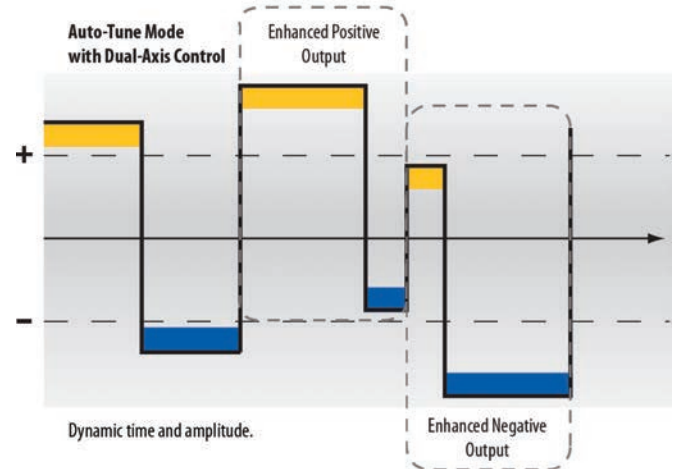 Auto-Tune Mode
with Dual-Axis Control
Enhanced Positive
Output
+
–
Dynamic time and amplitude.
Enhanced Negative
Output